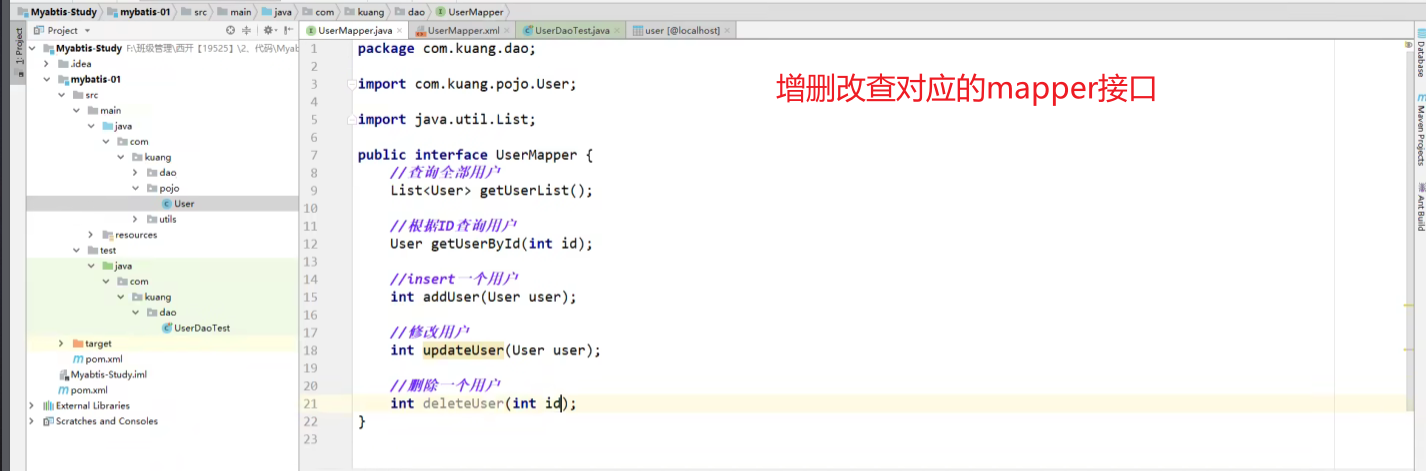 Myabtis-Study mybatis-01 src main java com kuang dao UserMapper
Project
UserMapper.java UserMapper.xml UserDaoTest.java user [@localhost]
1: Project
Myabtis-Study F:\班级管理\西开【19525】\2、代码\Myab
.idea
mybatis-01
src
main
java
com
kuang
dao
pojo
User
utils
resources
test
java
com
kuang
dao
UserDaoTest
target
pom.xml
Myabtis-Study.iml
pom.xml
External Libraries
Scratches and Consoles
1 package com.kuang.dao;
2
3 import com.kuang.pojo.User;
4
5 import java.util.List;
6
7 public interface UserMapper {
8 //查询全部用户
9 List<User> getUserList();
10
11 //根据ID查询用户
12 User getUserById(int id);
13
14 //insert一个用户
15 int addUser(User user);
16
17 //修改用户
18 int updateUser(User user);
19
20 //删除一个用户
21 int deleteUser(int id);
22 }
23
增删改查对应的mapper接口
Database
Maven Projects
Ant Build